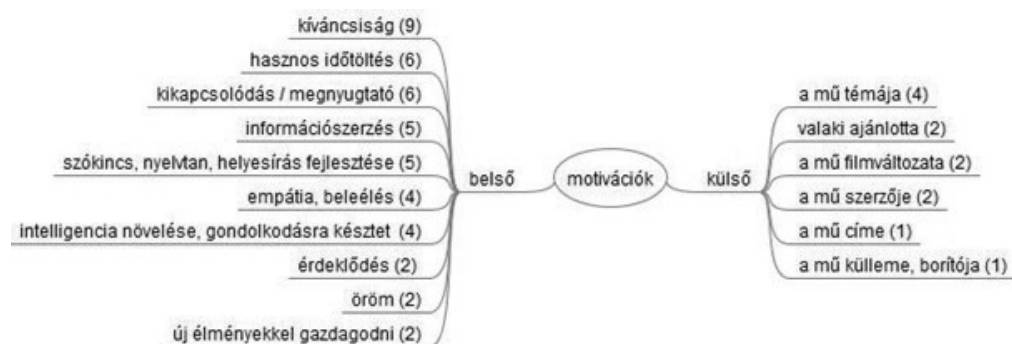 kíváncsiság (9)
hasznos időtöltés (6)
kikapcsolódás / megnyugtató (6)
információszerzés (5)
szókincs, nyelvtan, helyesírás fejlesztése (5)
empátia, beleélés (4)
intelligencia növelése, gondolkodásra késztet (4)
érdeklődés (2)
öröm (2)
új élményekkel gazdagodni (2)
belső
motivációk
külső
a mű témája (4)
valaki ajánlotta (2)
a mű filmváltozata (2)
a mű szerzője (2)
a mű címe (1)
a mű külleme, borítója (1)